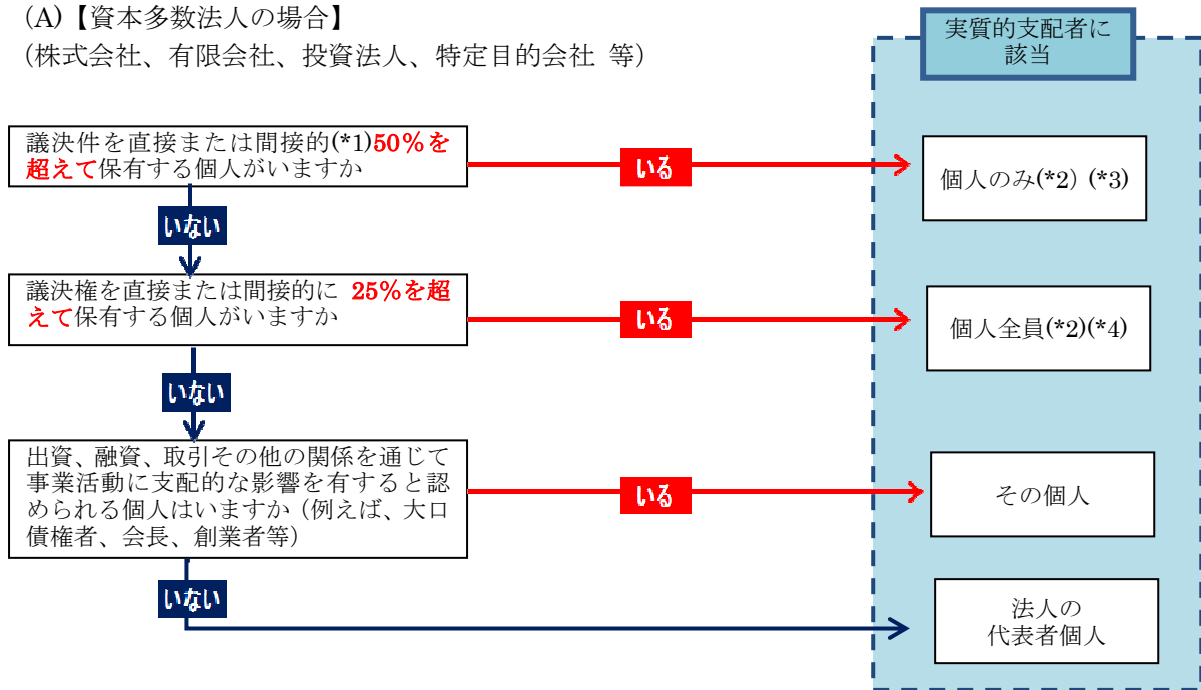 (A)【資本多数法人の場合】
(株式会社、有限会社、投資法人、特定目的会社 等)
実質的支配者に
該当
議決件を直接または間接的(*1)50%を
超えて保有する個人がいますか
いる
個人のみ(*2) (*3)
いない
議決権を直接または間接的に 25%を超
えて保有する個人がいますか
いる
個人全員(*2)(*4)
いない
出資、融資、取引その他の関係を通じて
事業活動に支配的な影響を有すると認
められる個人はいますか（例えば、大口
債権者、会長、創業者等）
いる
その個人
いない
法人の
代表者個人